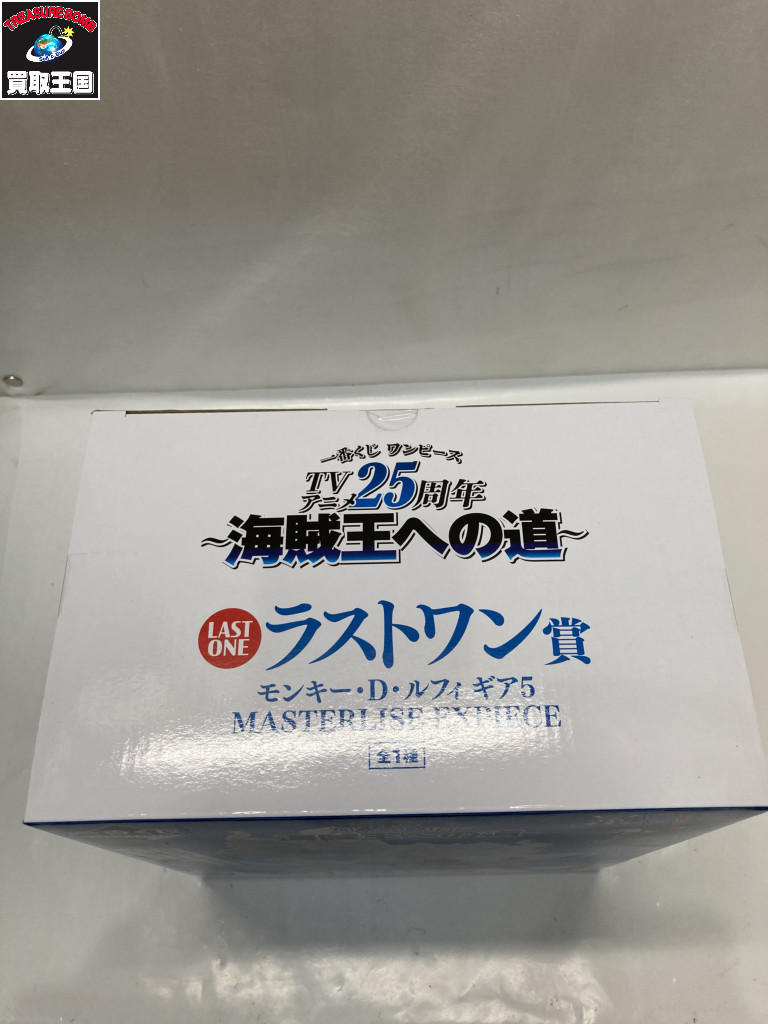 TREASURE BOMB
買取王国
一番くじ ワンピース
TV
アニメ25周年
~海賊王への道~
LAST
ONE
ラストワン賞
モンキー・D・ルフィ ギア5
MASTERLISE EXPIECE
全1種